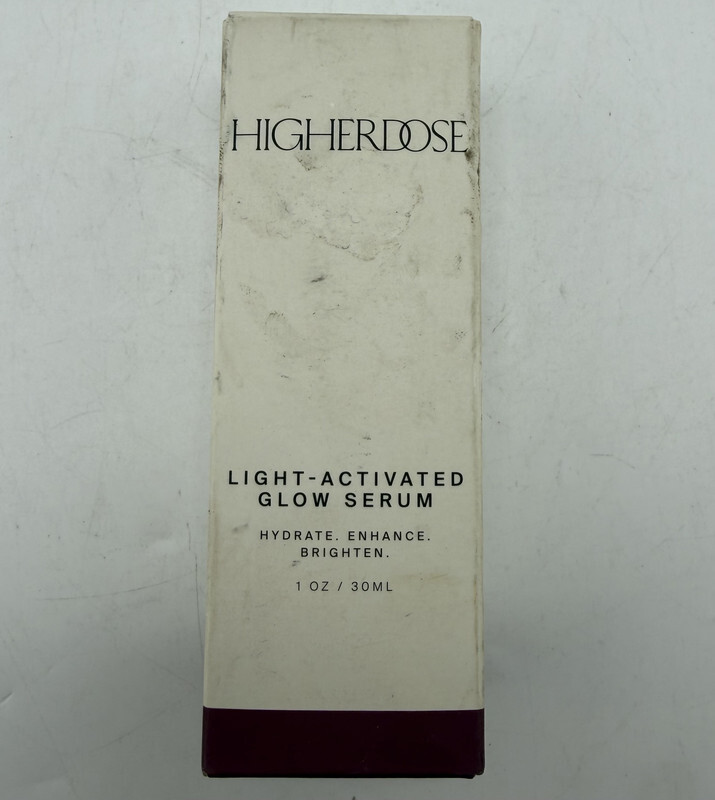 HIGHERDOSE
LIGHT-ACTIVATED
GLOW SERUM
HYDRATE. ENHANCE.
BRIGHTEN.
1 OZ / 30ML